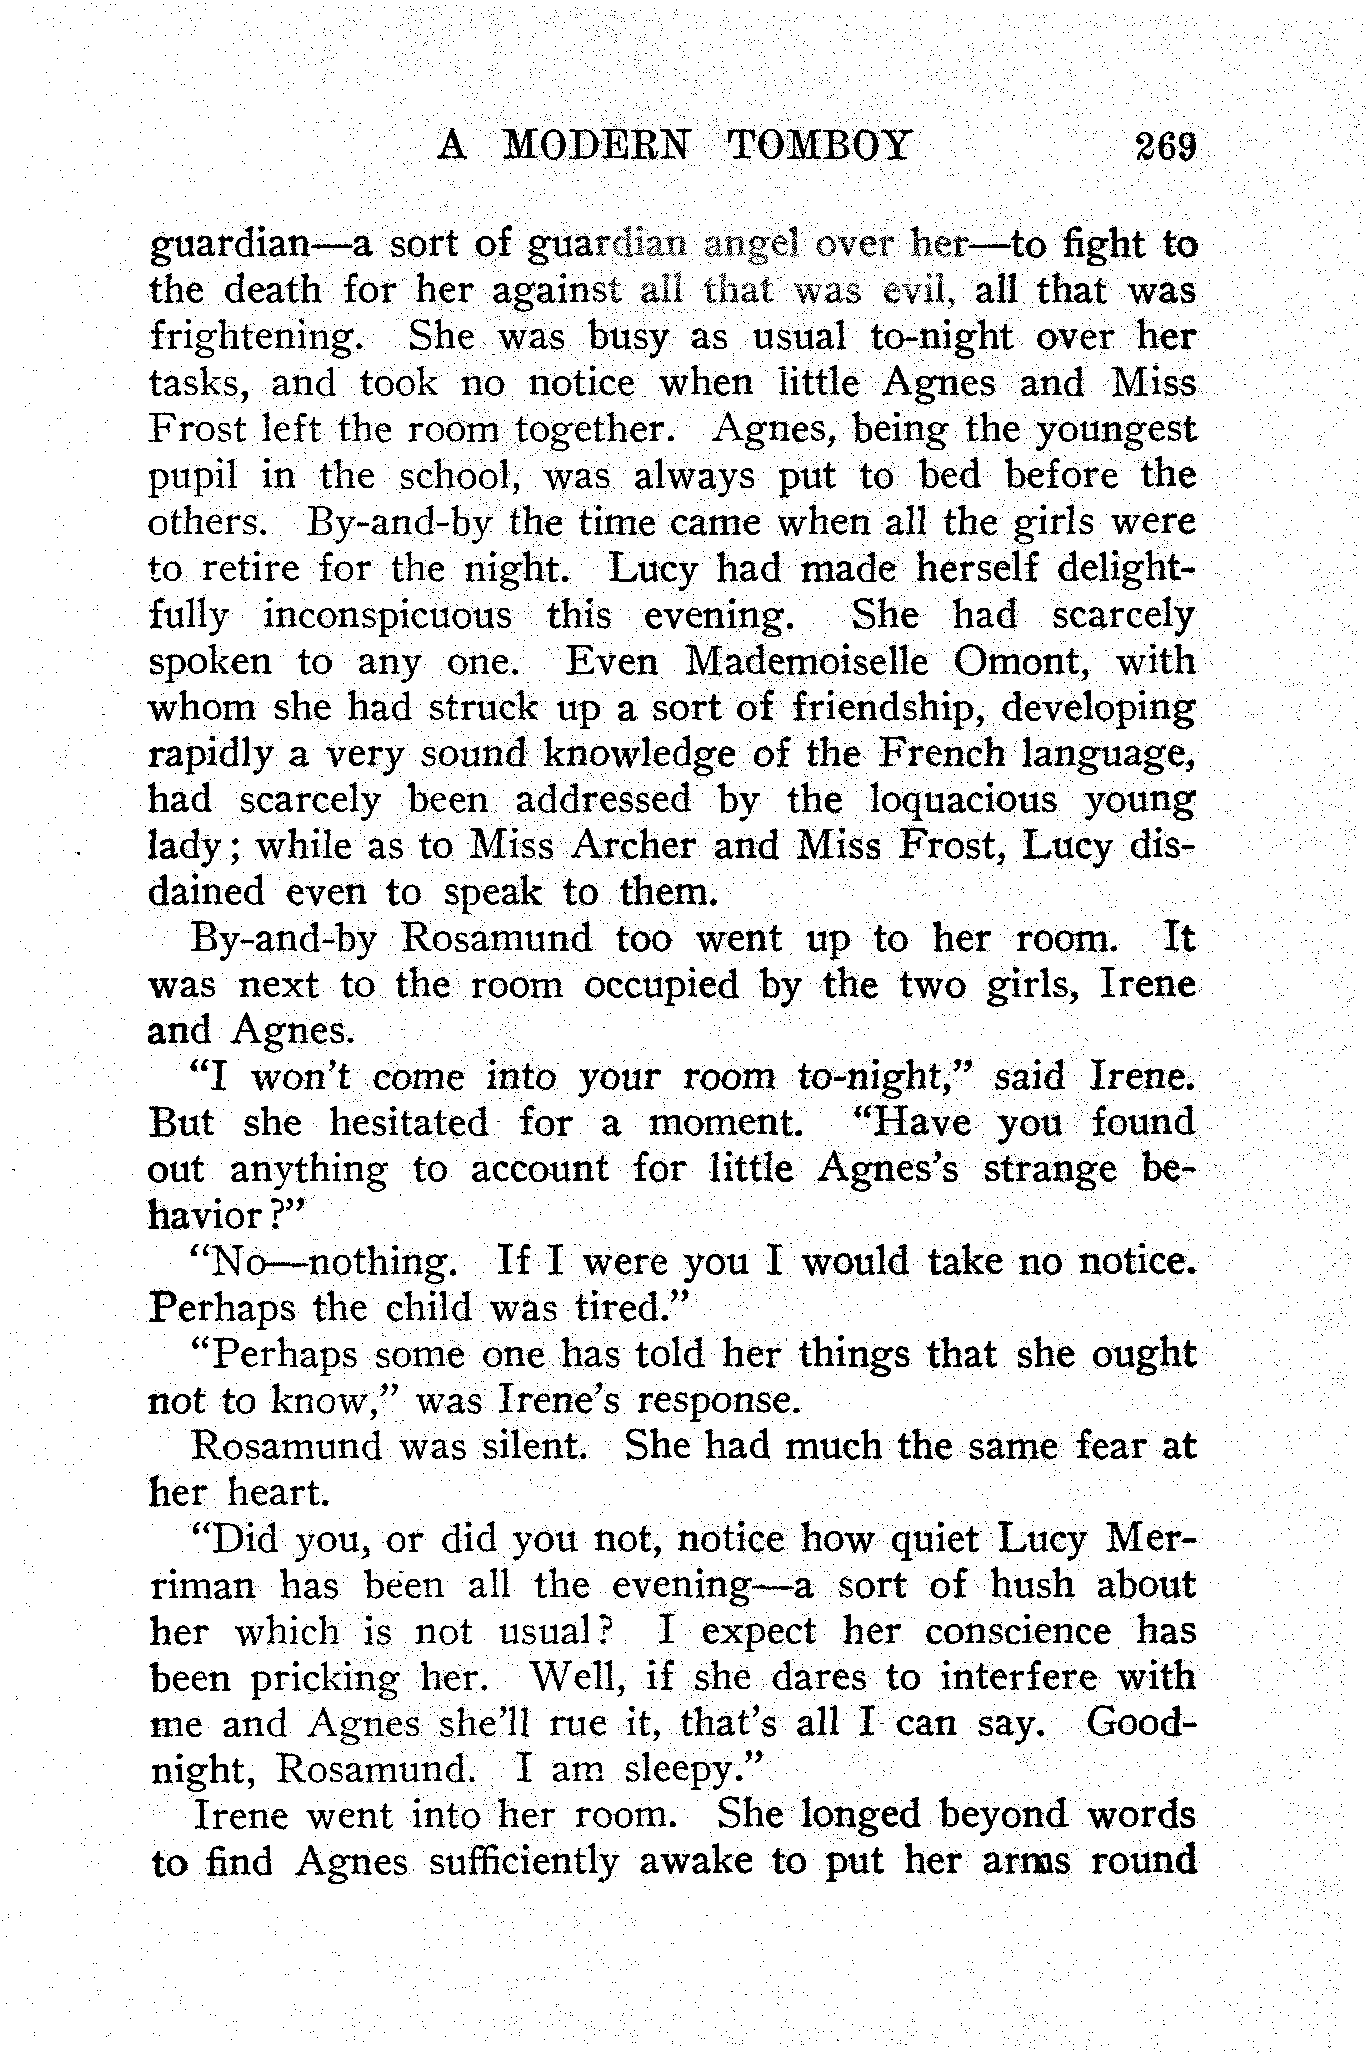 A MODERN TOMBOY 269
guardian—a sort of guardian angel over her—to fight to
the death for her against all that was evil, all that was
frightening. She was busy as usual to-night over her
tasks, and took no notice when little Agnes and Miss
Frost left the room together. Agnes, being the youngest
pupil in the school, was always put to bed before the
others. By-and-by the time came when all the girls were
to retire for the night. Lucy had made herself delight-
fully inconspicuous this evening. She had scarcely
spoken to any one. Even Mademoiselle Omont, with
whom she had struck up a sort of friendship, developing
rapidly a very sound knowledge of the French language,
had scarcely been addressed by the loquacious young
lady; while as to Miss Archer and Miss Frost, Lucy dis-
dained even to speak to them.
By-and-by Rosamund too went up to her room. It
was next to the room occupied by the two girls, Irene
and Agnes.
“I won’t come into your room to-night,” said Irene.
But she hesitated for a moment. “Have you found
out anything to account for little Agnes’s strange be-
havior?”
“No—nothing. If I were you I would take no notice.
Perhaps the child was tired.”
“Perhaps some one has told her things that she ought
not to know,” was Irene’s response.
Rosamund was silent. She had much the same fear at
her heart.
“Did you, or did you not, notice how quiet Lucy Mer-
riman has been all the evening—a sort of hush about
her which is not usual? I expect her conscience has
been pricking her. Well, if she dares to interfere with
me and Agnes she’ll rue it, that’s all I can say. Good-
night, Rosamund. I am sleepy.”
Irene went into her room. She longed beyond words
to find Agnes sufficiently awake to put her arms round